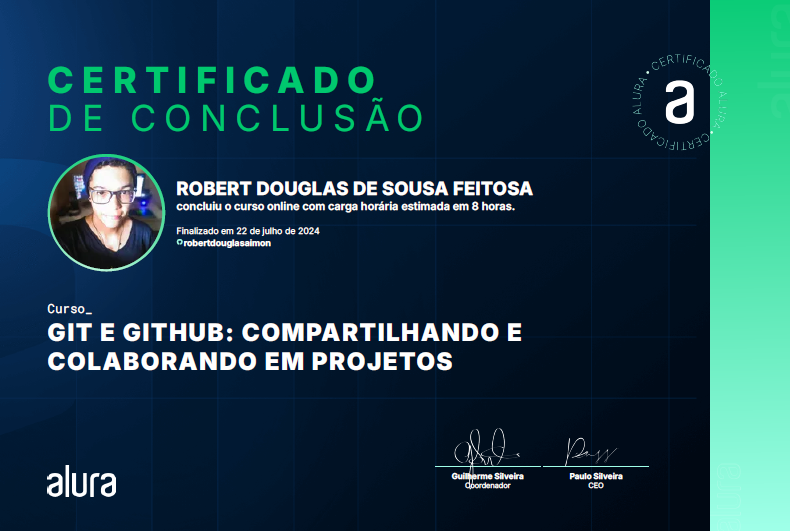 CERTIFICADO
DE CONCLUSÃO
CERTIFICADO ALURA • CERTIFICADO ALURA •
a
alura
ROBERT DOUGLAS DE SOUSA FEITOSA
concluiu o curso online com carga horária estimada em 8 horas.
Finalizado em 22 de julho de 2024
robertdouglasaimon
Curso_
GIT E GITHUB: COMPARTILHANDO E
COLABORANDO EM PROJETOS
alura
Guilherme Silveira
Coordenador
Paulo Silveira
CEO